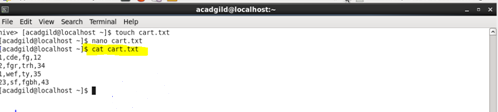 acadgild@localhost:~
File Edit View Search Terminal Help
hive> [acadgild@localhost ~]$ touch cart.txt
[acadgild@localhost ~]$ nano cart.txt
[acadgild@localhost ~]$ cat cart.txt
1,cde,fg,12
2,fgr,trh,34
1,wef,ty,35
23,sf,fgbh,43
[acadgild@localhost ~]$